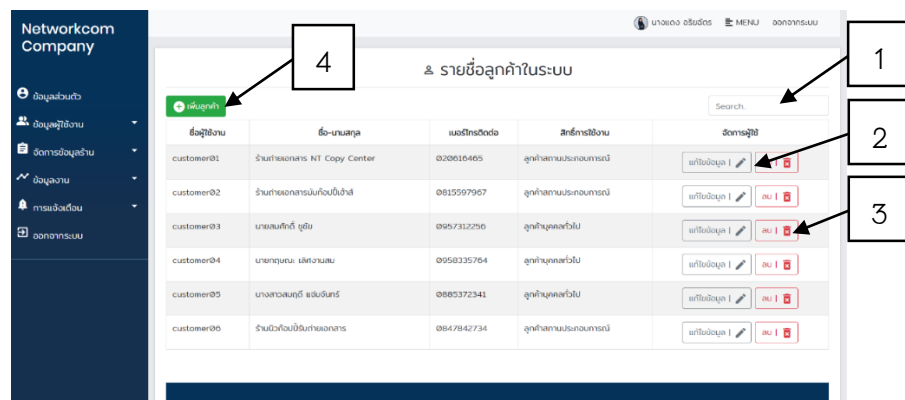 Networkcom
Company
นางแดง อริยฉัตร MENU ออกจากระบบ
4
รายชื่อลูกค้าในระบบ
1
ข้อมูลส่วนตัว
ข้อมูลผู้ใช้งาน
จัดการข้อมูลร้าน
ข้อมูลงาน
การแจ้งเตือน
ออกจากระบบ
เพิ่มลูกค้า
Search.
ชื่อผู้ใช้งาน ชื่อ-นามสกุล เบอร์โทรติดต่อ สิทธิ์การใช้งาน จัดการผู้ใช้
2
customer01 ร้านถ่ายเอกสาร NT Copy Center 020616465 ลูกค้าสถานประกอบการณ์ แก้ไขข้อมูล |
customer02 ร้านถ่ายเอกสารมันก๊อปปี้เฮ้าส์ 0815597967 ลูกค้าสถานประกอบการณ์ แก้ไขข้อมูล | ลบ |
3
customer03 นายสมศักดิ์ ชูชัย 0957312256 ลูกค้าบุคคลทั่วไป แก้ไขข้อมูล | ลบ |
customer04 นายกฤษณะ เลิศงานสม 0958335764 ลูกค้าบุคคลทั่วไป แก้ไขข้อมูล | ลบ |
customer05 นางสาวสมฤดี แจ่มจันทร์ 0885372341 ลูกค้าบุคคลทั่วไป แก้ไขข้อมูล | ลบ |
customer06 ร้านนิวก๊อปปี้รับถ่ายเอกสาร 0847842734 ลูกค้าสถานประกอบการณ์ แก้ไขข้อมูล | ลบ |